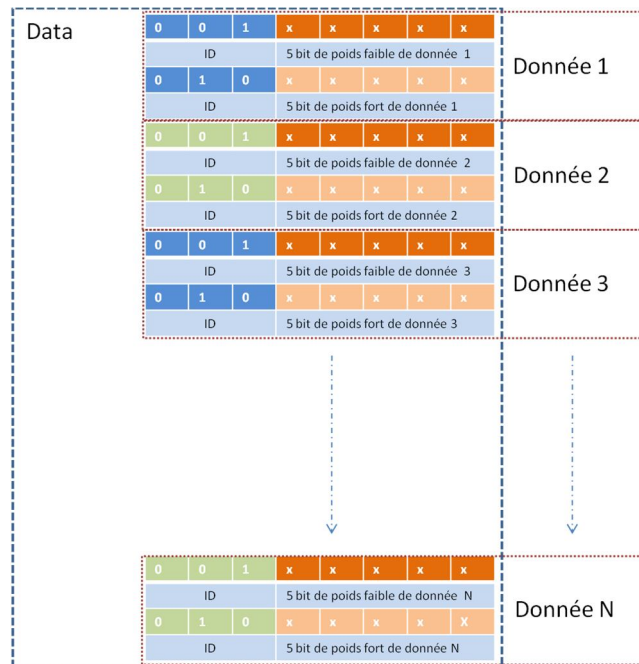 Data
0 0 1 x x x x x
ID 5 bit de poids faible de donnée 1
0 1 0 x x x x x
ID 5 bit de poids fort de donnée 1
Donnée 1
0 0 1 x x x x x
ID 5 bit de poids faible de donnée 2
0 1 0 x x x x x
ID 5 bit de poids fort de donnée 2
Donnée 2
0 0 1 x x x x x
ID 5 bit de poids faible de donnée 3
0 1 0 x x x x x
ID 5 bit de poids fort de donnée 3
Donnée 3
0 0 1 x x x x x
ID 5 bit de poids faible de donnée N
0 1 0 x x x x X
ID 5 bit de poids fort de donnée N
Donnée N